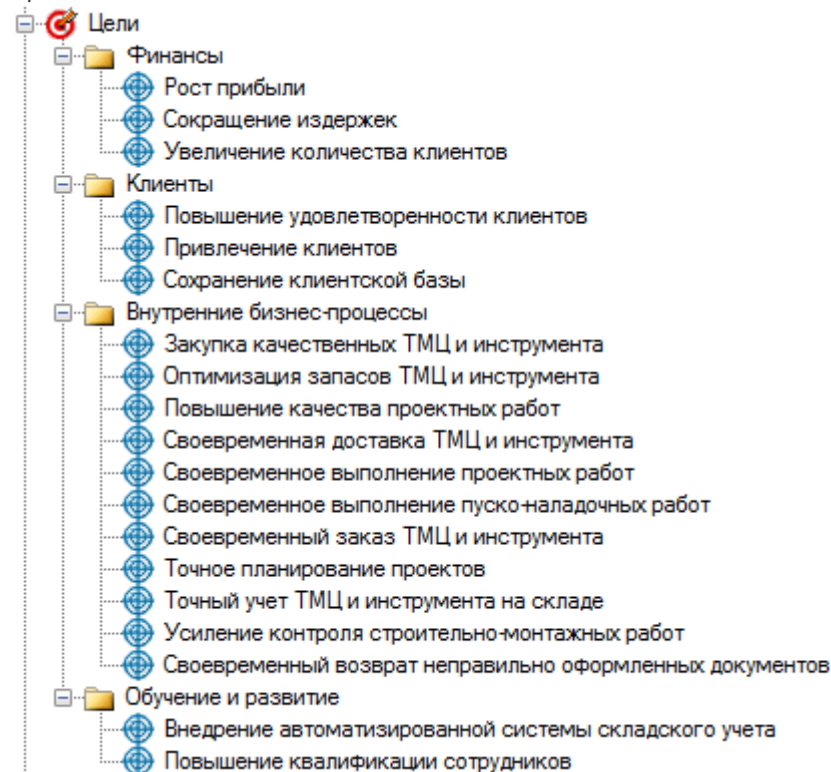 Цели
Финансы
Рост прибыли
Сокращение издержек
Увеличение количества клиентов
Клиенты
Повышение удовлетворенности клиентов
Привлечение клиентов
Сохранение клиентской базы
Внутренние бизнес-процессы
Закупка качественных ТМЦ и инструмента
Оптимизация запасов ТМЦ и инструмента
Повышение качества проектных работ
Своевременная доставка ТМЦ и инструмента
Своевременное выполнение проектных работ
Своевременное выполнение пуско-наладочных работ
Своевременный заказ ТМЦ и инструмента
Точное планирование проектов
Точный учет ТМЦ и инструмента на складе
Усиление контроля строительно-монтажных работ
Своевременный возврат неправильно оформленных документов
Обучение и развитие
Внедрение автоматизированной системы складского учета
Повышение квалификации сотрудников